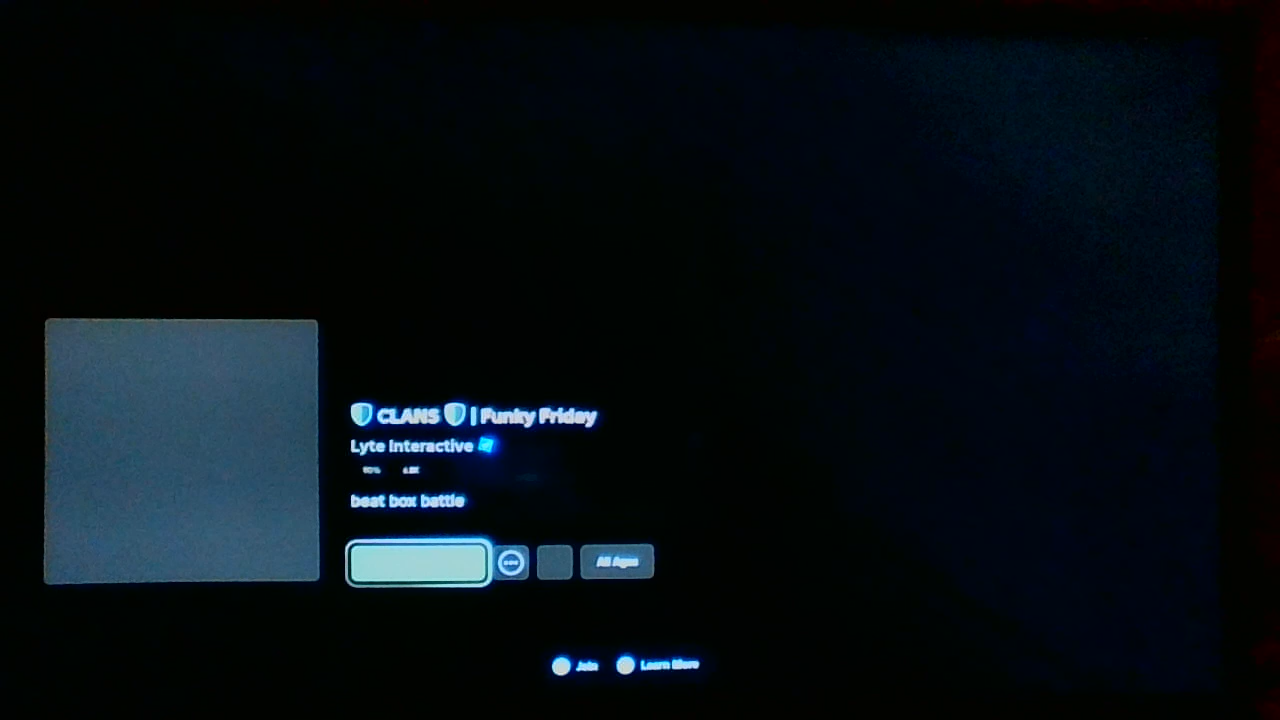 🛡 CLANS 🛡 | Funky Friday
Lyte Interactive
beat box battle
All Ages
Join
Learn More